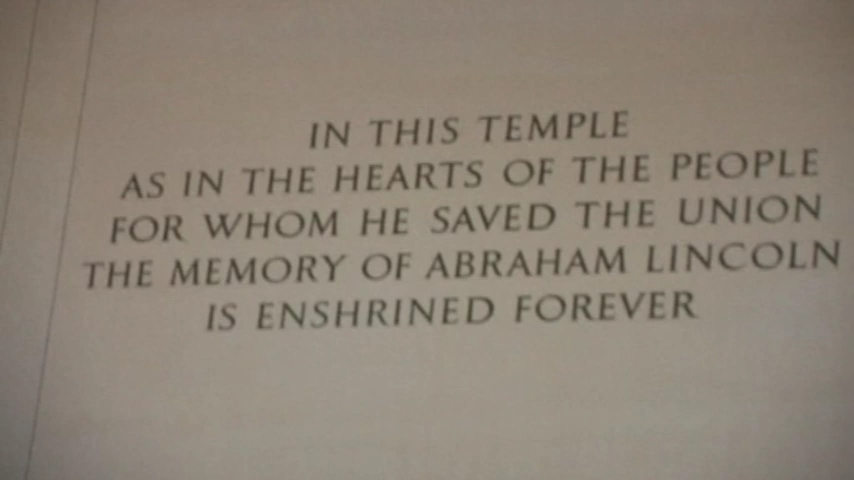 IN THIS TEMPLE
AS IN THE HEARTS OF THE PEOPLE
FOR WHOM HE SAVED THE UNION
THE MEMORY OF ABRAHAM LINCOLN
IS ENSHRINED FOREVER